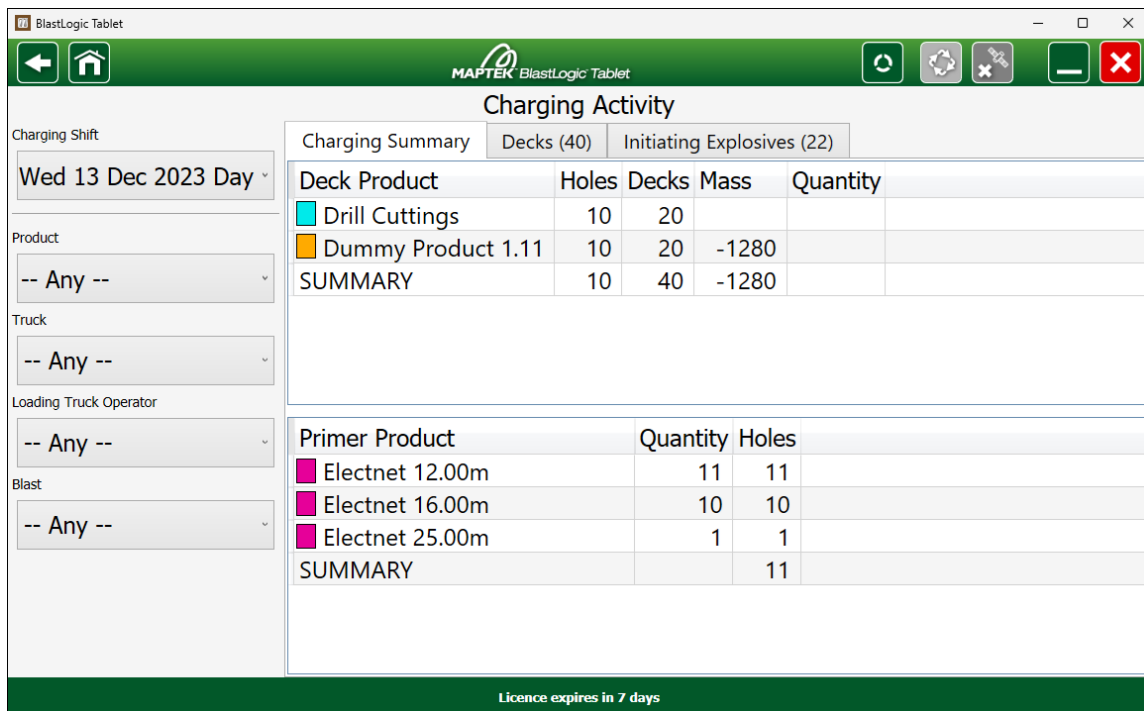 BlastLogic Tablet
MAPTEK BlastLogic Tablet
Charging Activity
Charging Shift
Wed 13 Dec 2023 Day
Product
-- Any --
Truck
-- Any --
Loading Truck Operator
-- Any --
Blast
-- Any --
Charging Summary Decks (40) Initiating Explosives (22)
Deck Product Holes Decks Mass Quantity
Drill Cuttings 10 20
Dummy Product 1.11 10 20 -1280
SUMMARY 10 40 -1280
Primer Product Quantity Holes
Electnet 12.00m 11 11
Electnet 16.00m 10 10
Electnet 25.00m 1 1
SUMMARY 11
Licence expires in 7 days